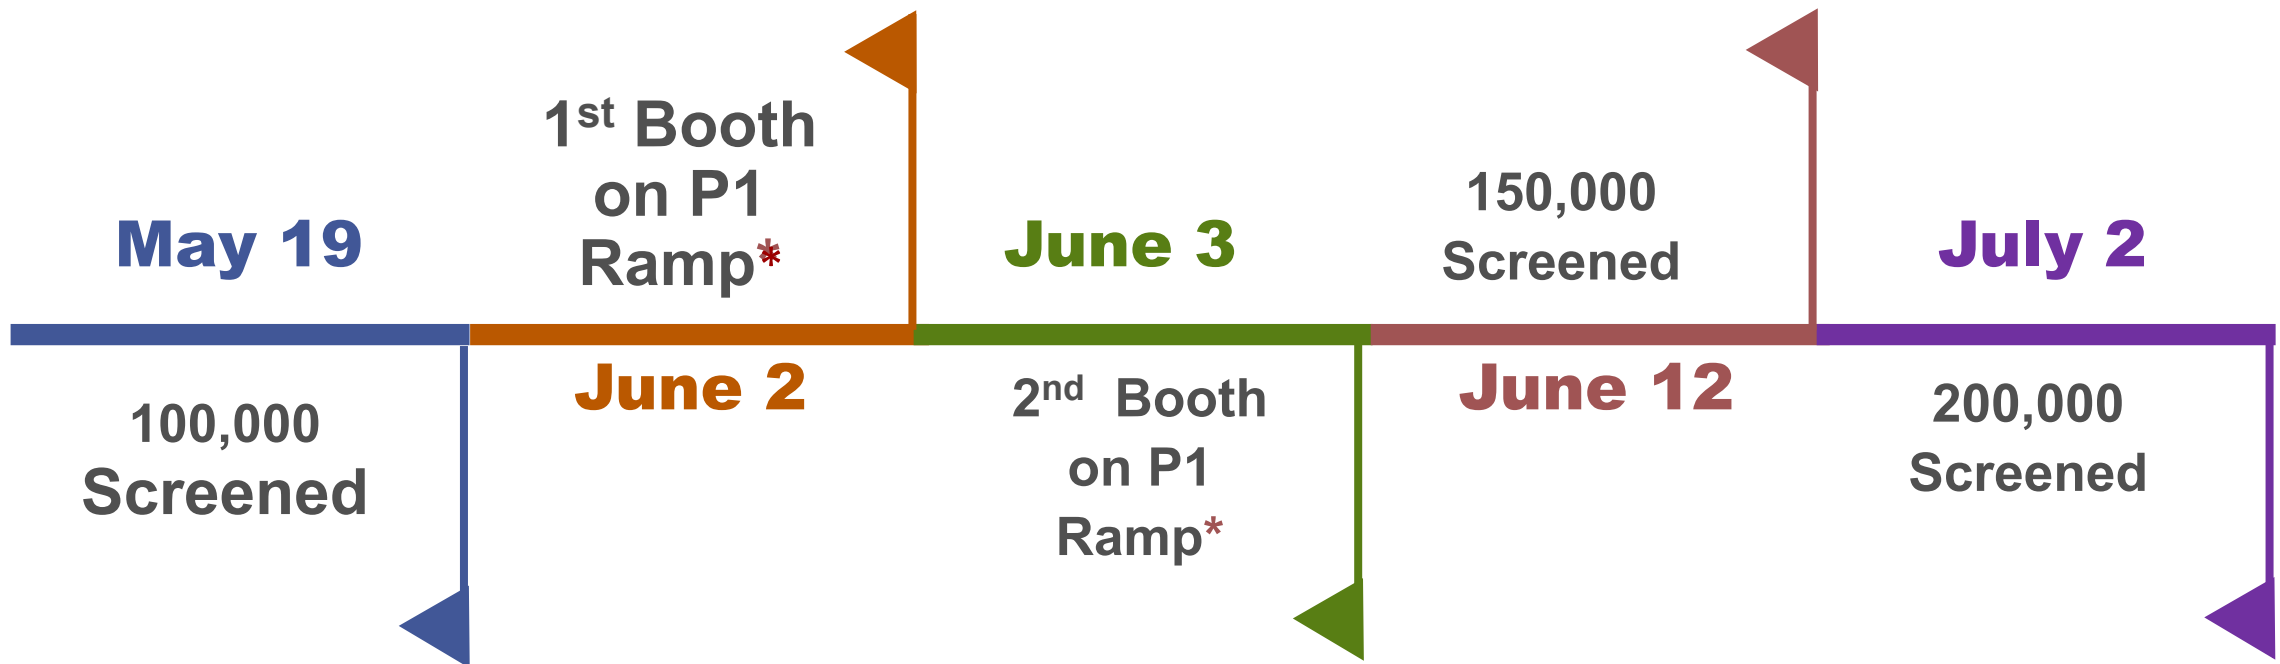 May 19
100,000
Screened
1st Booth
on P1
Ramp*
June 2
June 3
2nd Booth
on P1
Ramp*
150,000
Screened
June 12
July 2
200,000
Screened